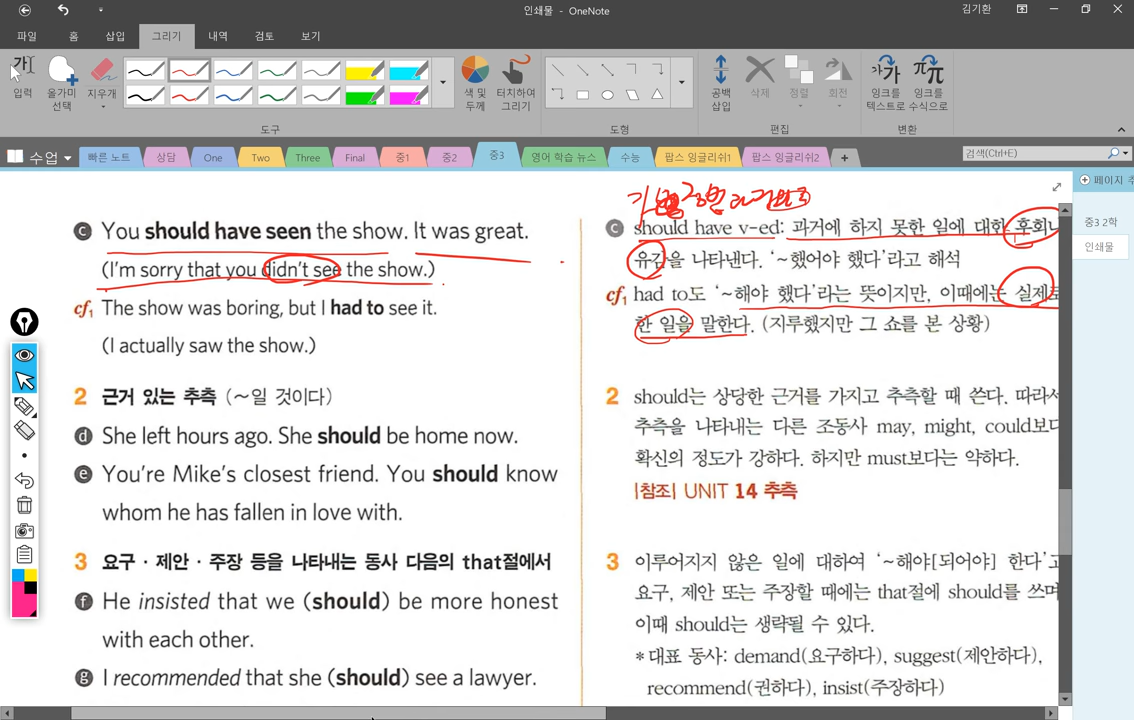 인쇄물 - OneNote
김기환
파일 홈 삽입 그리기 내역 검토 보기
입력 올가미 선택 지우개 색 및 두께 터치하여 그리기 공백 삽입 삭제 정렬 회전 잉크를 텍스트로 잉크를 수식으로
도구 도형 편집 변환
수업 빠른 노트 상담 One Two Three Final 중1 중2 중3 영어 학습 뉴스 수능 팝스 잉글리쉬1 팝스 잉글리쉬2 검색(Ctrl+E)
페이지 추
중3 2학
인쇄물
c You should have seen the show. It was great.
(I'm sorry that you didn't see the show.)
cf₁ The show was boring, but I had to see it.
(I actually saw the show.)
2 근거 있는 추측 (~일 것이다)
d She left hours ago. She should be home now.
e You're Mike's closest friend. You should know
whom he has fallen in love with.
3 요구 · 제안 · 주장 등을 나타내는 동사 다음의 that절에서
f He insisted that we (should) be more honest
with each other.
g I recommended that she (should) see a lawyer.
c should have v-ed: 과거에 하지 못한 일에 대한 후회나
유감을 나타낸다. '~했어야 했다'라고 해석
cf₁ had to도 '~해야 했다'라는 뜻이지만, 이때에는 실제로
한 일을 말한다. (지루했지만 그 쇼를 본 상황)
2 should는 상당한 근거를 가지고 추측할 때 쓴다. 따라서
추측을 나타내는 다른 조동사 may, might, could보다
확신의 정도가 강하다. 하지만 must보다는 약하다.
|참조| UNIT 14 추측
3 이루어지지 않은 일에 대하여 '~해야[되어야] 한다'고
요구, 제안 또는 주장할 때에는 that절에 should를 쓰며
이때 should는 생략될 수 있다.
*대표 동사: demand(요구하다), suggest(제안하다),
recommend(권하다), insist(주장하다)